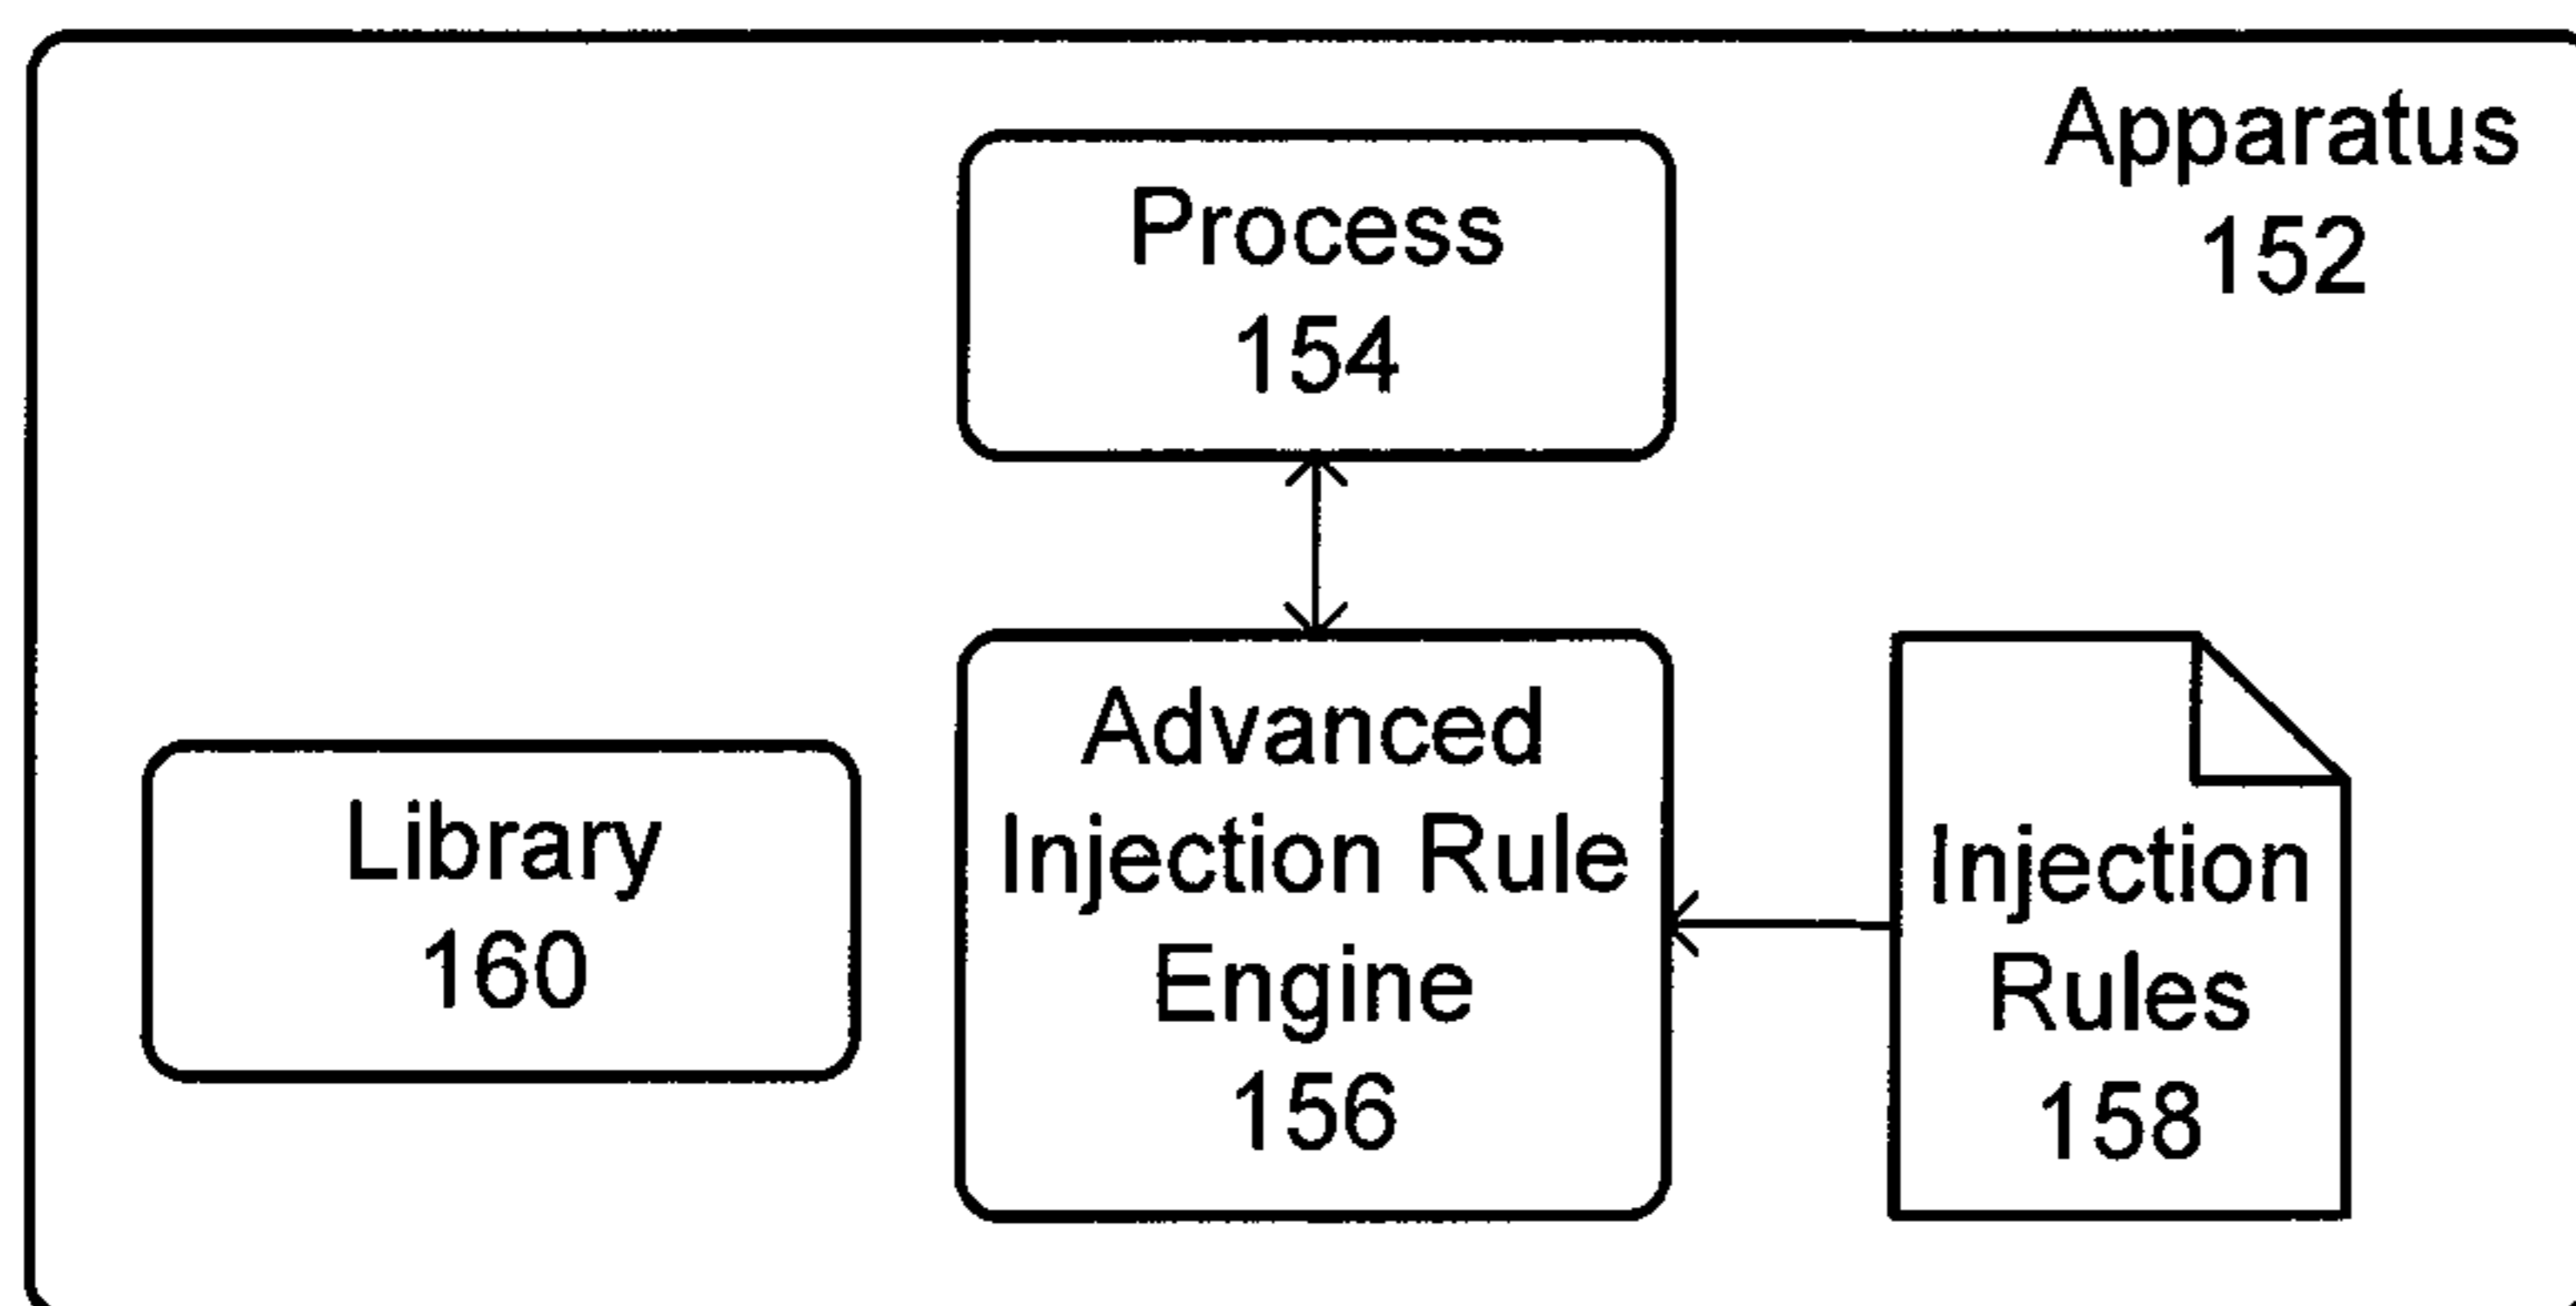 Apparatus
152
Process
154
Library
160
Advanced
Injection Rule
Engine
156
Injection
Rules
158